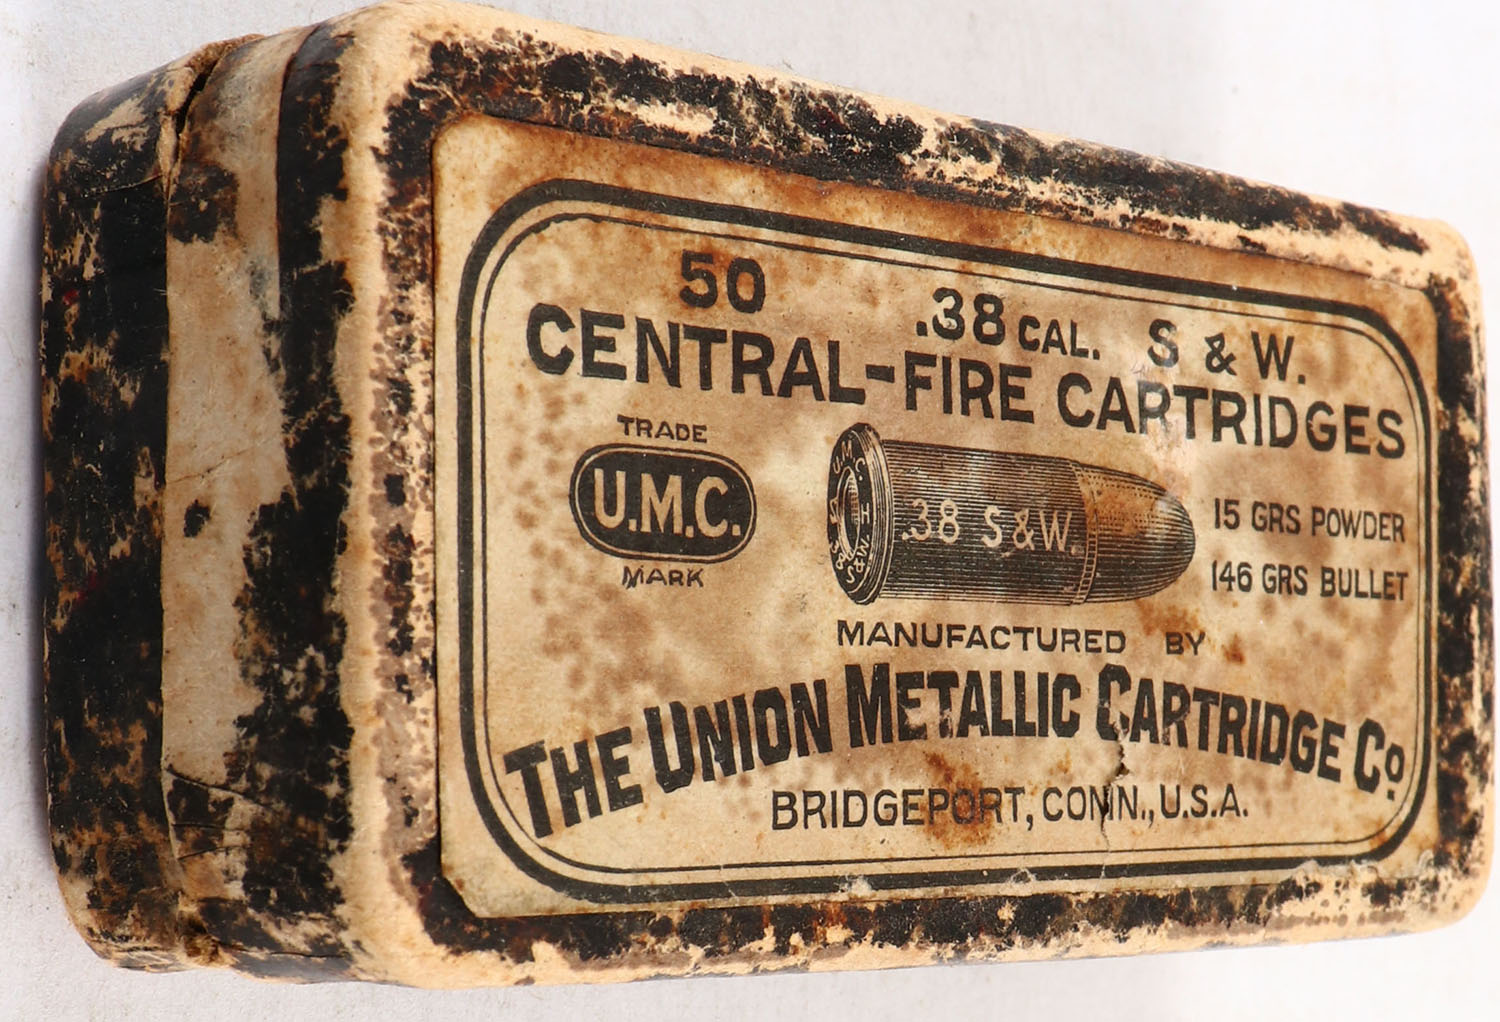 50 .38 CAL. S & W.
CENTRAL-FIRE CARTRIDGES
TRADE
U.M.C.
MARK
U.M.C.
S H
38 S&W.
.38 S&W.
15 GRS POWDER
146 GRS BULLET
MANUFACTURED BY
THE UNION METALLIC CARTRIDGE CO.
BRIDGEPORT, CONN., U.S.A.